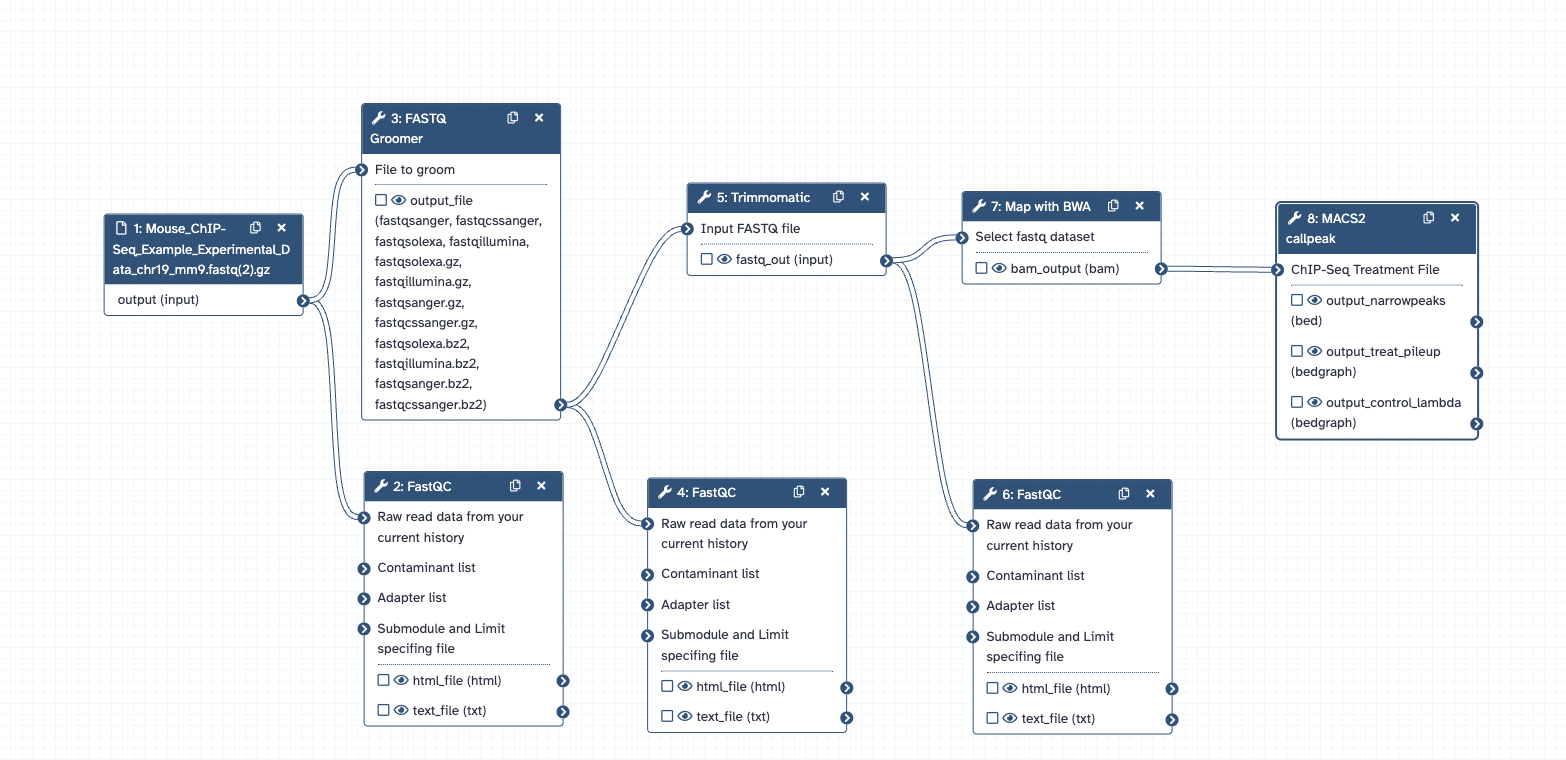 1: Mouse_ChIP-
Seq_Example_Experimental_D
ata_chr19_mm9.fastq(2).gz
output (input)
3: FASTQ
Groomer
File to groom
output_file
(fastqsanger, fastqcssanger,
fastqsolexa, fastqillumina,
fastqsolexa.gz,
fastqillumina.gz,
fastqsanger.gz,
fastqcssanger.gz,
fastqsolexa.bz2,
fastqillumina.bz2,
fastqsanger.bz2,
fastqcssanger.bz2)
2: FastQC
Raw read data from your
current history
Contaminant list
Adapter list
Submodule and Limit
specifing file
html_file (html)
text_file (txt)
5: Trimmomatic
Input FASTQ file
fastq_out (input)
4: FastQC
Raw read data from your
current history
Contaminant list
Adapter list
Submodule and Limit
specifing file
html_file (html)
text_file (txt)
7: Map with BWA
Select fastq dataset
bam_output (bam)
6: FastQC
Raw read data from your
current history
Contaminant list
Adapter list
Submodule and Limit
specifing file
html_file (html)
text_file (txt)
8: MACS2
callpeak
ChIP-Seq Treatment File
output_narrowpeaks
(bed)
output_treat_pileup
(bedgraph)
output_control_lambda
(bedgraph)